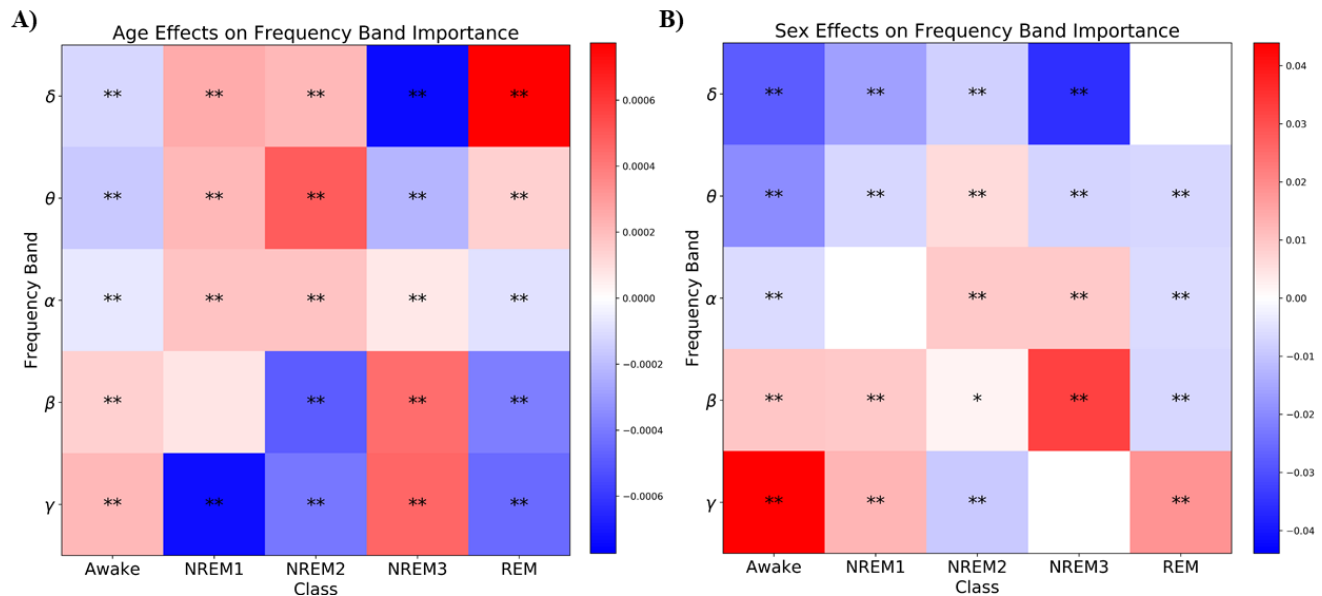 A)
Age Effects on Frequency Band Importance
Frequency Band
δ ** ** ** ** **
θ ** ** ** ** **
α ** ** ** ** **
β ** ** ** **
γ ** ** ** ** **
Awake NREM1 NREM2 NREM3 REM
Class
0.0006
0.0004
0.0002
0.0000
−0.0002
−0.0004
−0.0006
B)
Sex Effects on Frequency Band Importance
Frequency Band
δ ** ** ** **
θ ** ** ** ** **
α ** ** ** **
β ** ** * ** **
γ ** ** ** **
Awake NREM1 NREM2 NREM3 REM
Class
0.04
0.03
0.02
0.01
0.00
−0.01
−0.02
−0.03
−0.04